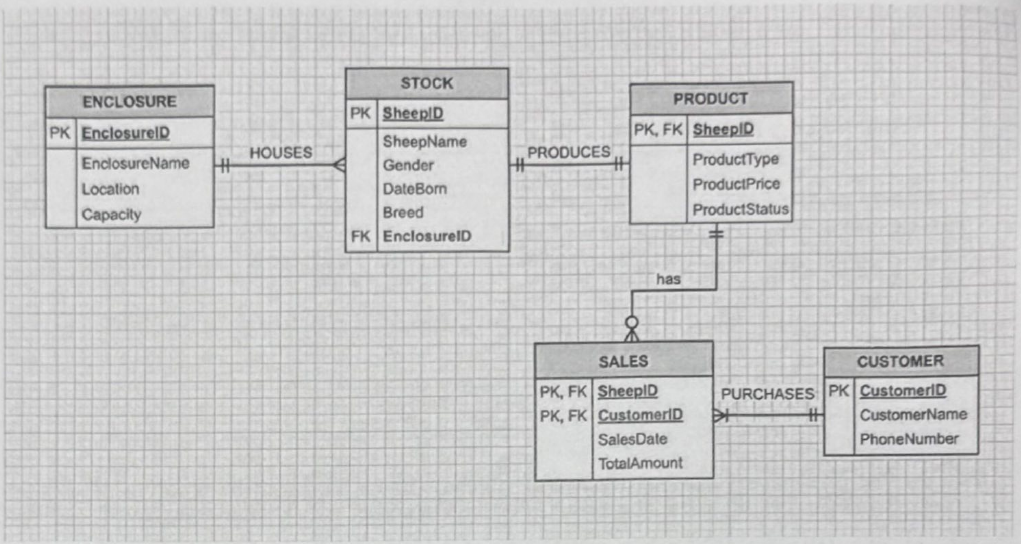 ENCLOSURE
PK EnclosureID
EnclosureName
Location
Capacity
HOUSES
STOCK
PK SheepID
SheepName
Gender
DateBorn
Breed
FK EnclosureID
PRODUCES
PRODUCT
PK, FK SheepID
ProductType
ProductPrice
ProductStatus
has
SALES
PK, FK SheepID
PK, FK CustomerID
SalesDate
TotalAmount
PURCHASES
CUSTOMER
PK CustomerID
CustomerName
PhoneNumber